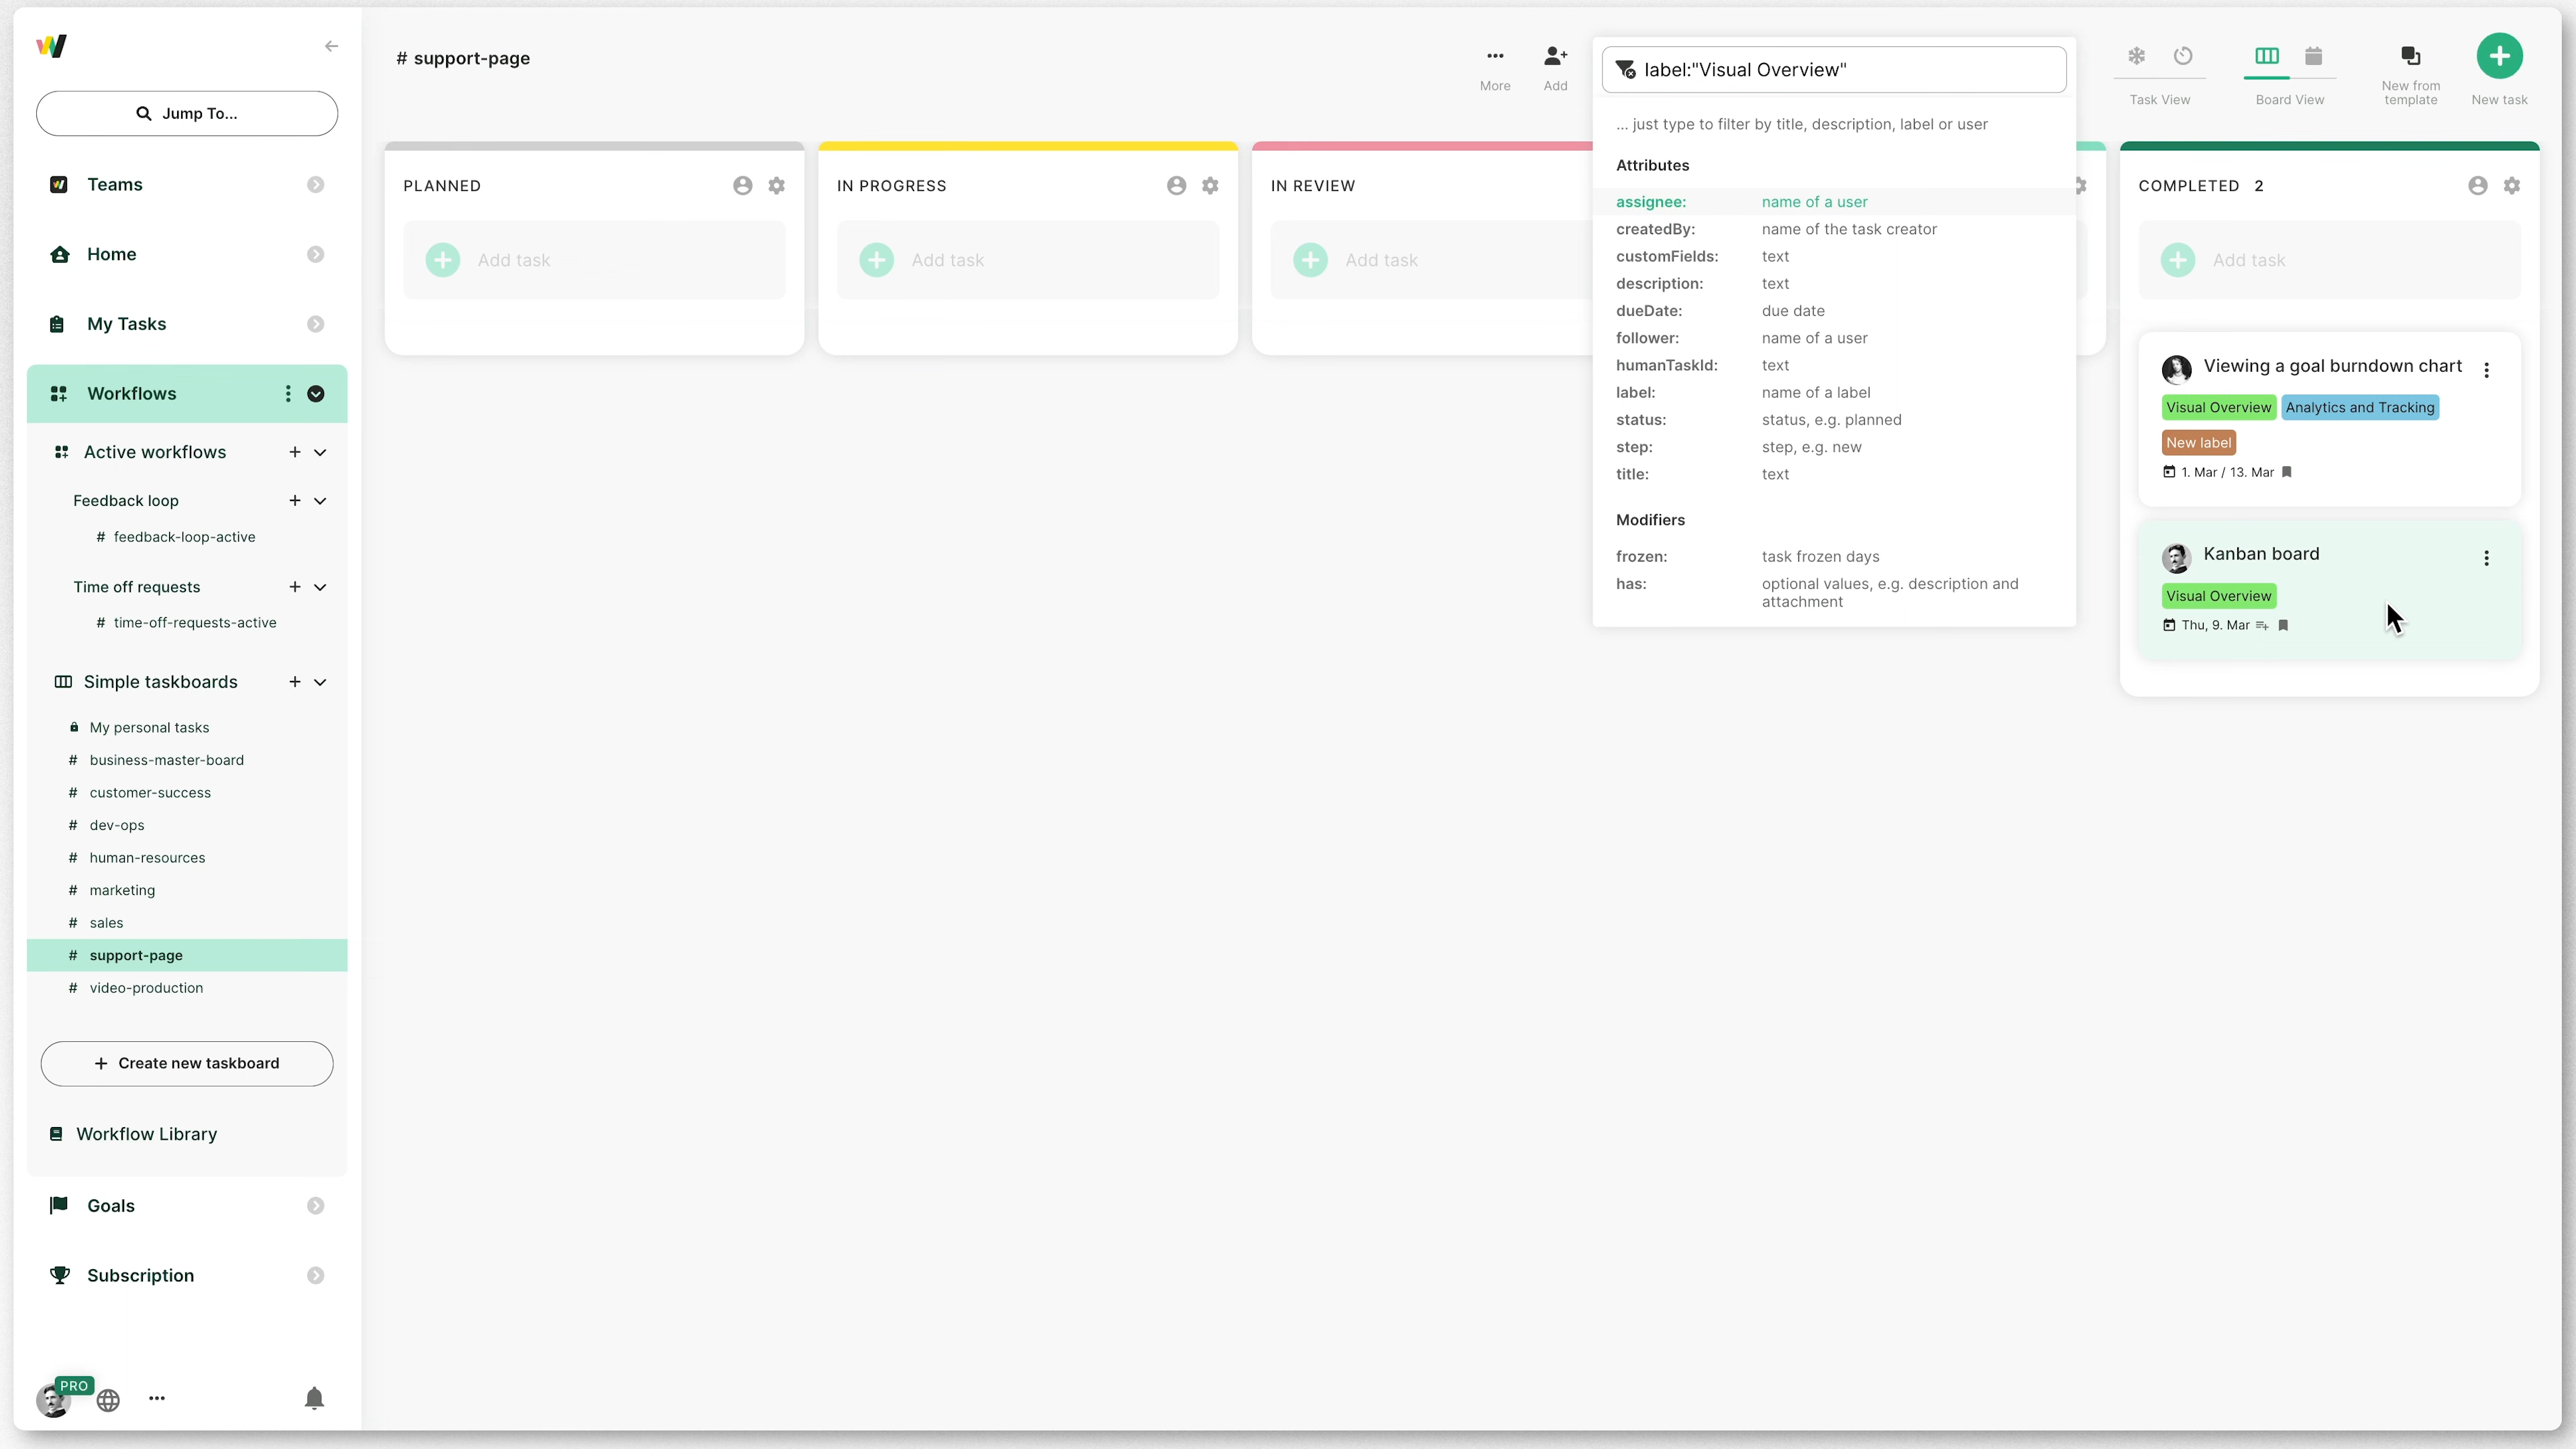 Jump To...
Teams
Home
My Tasks
Workflows
Active workflows
Feedback loop
# feedback-loop-active
Time off requests
# time-off-requests-active
Simple taskboards
My personal tasks
# business-master-board
# customer-success
# dev-ops
# human-resources
# marketing
# sales
# support-page
# video-production
+ Create new taskboard
Workflow Library
Goals
Subscription
PRO
# support-page
More
Add
label:"Visual Overview"
... just type to filter by title, description, label or user
Attributes
assignee: name of a user
createdBy: name of the task creator
customFields: text
description: text
dueDate: due date
follower: name of a user
humanTaskId: text
label: name of a label
status: status, e.g. planned
step: step, e.g. new
title: text
Modifiers
frozen: task frozen days
has: optional values, e.g. description and
attachment
Task View
Board View
New from
template
New task
PLANNED
Add task
IN PROGRESS
Add task
IN REVIEW
Add task
COMPLETED 2
Add task
Viewing a goal burndown chart
Visual Overview Analytics and Tracking
New label
1. Mar / 13. Mar
Kanban board
Visual Overview
Thu, 9. Mar